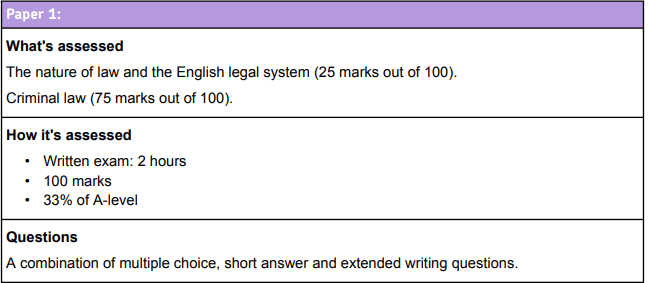 Paper 1:
What's assessed
The nature of law and the English legal system (25 marks out of 100).
Criminal law (75 marks out of 100).
How it's assessed
• Written exam: 2 hours
• 100 marks
• 33% of A-level
Questions
A combination of multiple choice, short answer and extended writing questions.